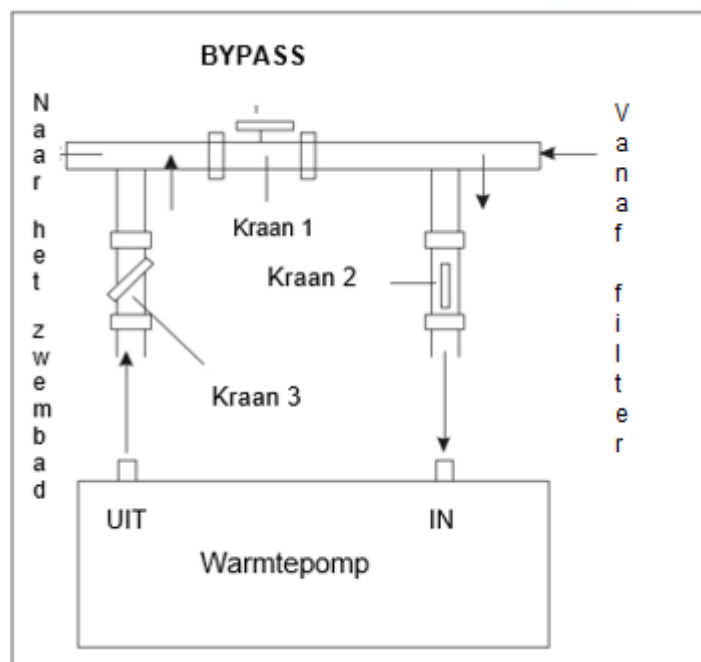 BYPASS
Naar het zwembad
Vanaf filter
Kraan 1
Kraan 2
Kraan 3
UIT
IN
Warmtepomp